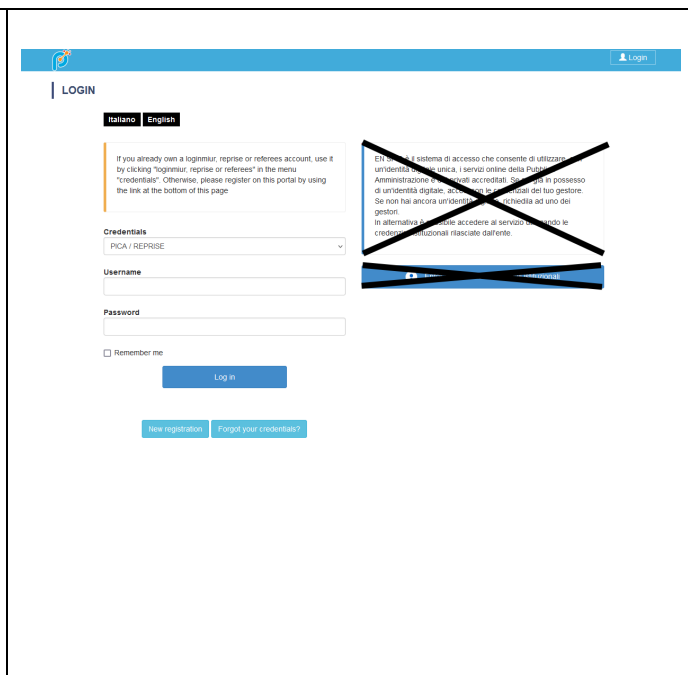 Login
LOGIN
Italiano English
If you already own a loginmiur, reprise or referees account, use it
by clicking "loginmiur, reprise or referees" in the menu
"credentials". Otherwise, please register on this portal by using
the link at the bottom of this page
Credentials
PICA / REPRISE
Username
Password
Remember me
Log in
New registration Forgot your credentials?
EN è il sistema di accesso che consente di utilizzare,
un'identità unica, i servizi online della
Amministrazione e privati accreditati. Se già in possesso
di un'identità digitale, le del tuo gestore.
Se non hai ancora un'identità richiedila ad uno dei
gestori.
In alternativa è accedere al servizio le
rilasciate dall'ente.